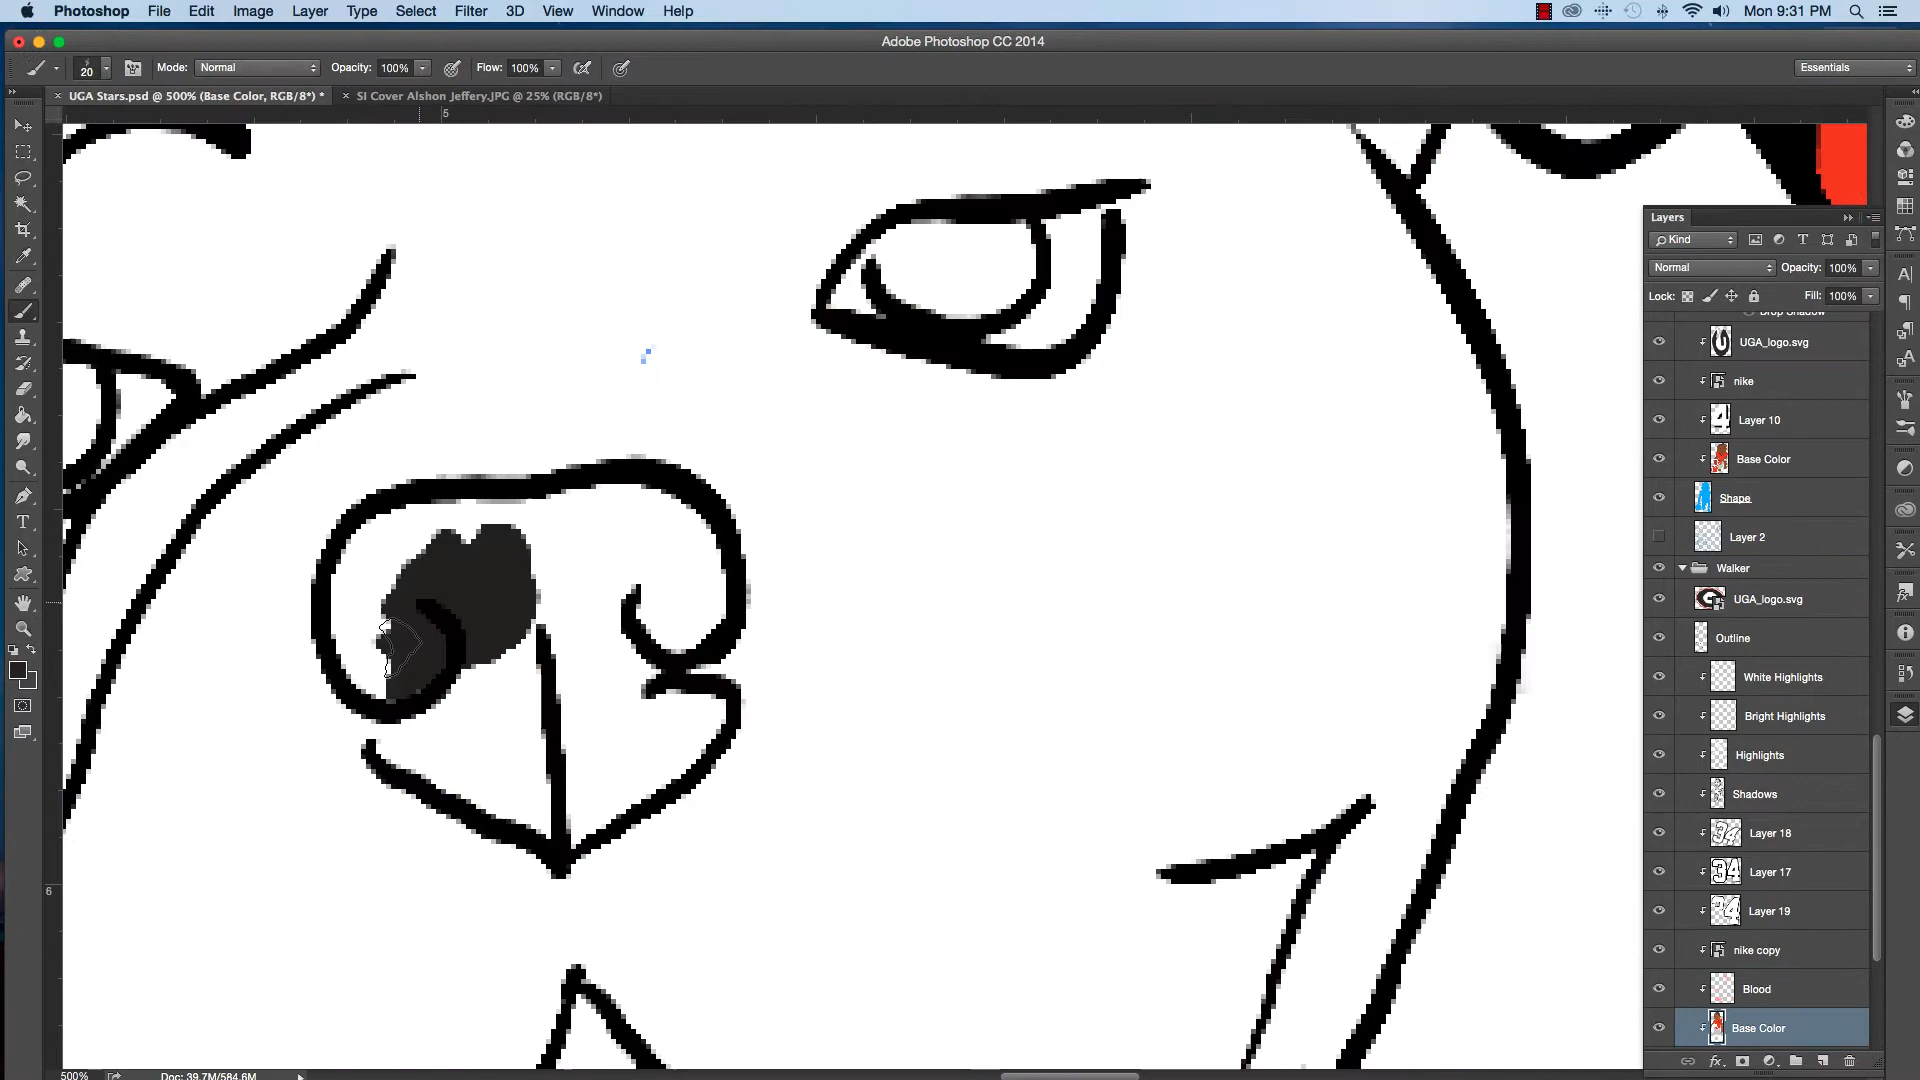 Photoshop File Edit Image Layer Type Select Filter 3D View Window Help Mon 9:31 PM
Adobe Photoshop CC 2014
20 Mode: Normal Opacity: 100% Flow: 100% Essentials
× UGA Stars.psd @ 500% (Base Color, RGB/8*) * × SI Cover Alshon Jeffery.JPG @ 25% (RGB/8*)
5
6
Layers
Kind
Normal Opacity: 100%
Lock: Fill: 100%
Drop Shadow
UGA_logo.svg
nike
Layer 10
Base Color
Shape
Layer 2
Walker
UGA_logo.svg
Outline
White Highlights
Bright Highlights
Highlights
Shadows
Layer 18
Layer 17
Layer 19
nike copy
Blood
Base Color
500% Doc: 39.7M/584.6M